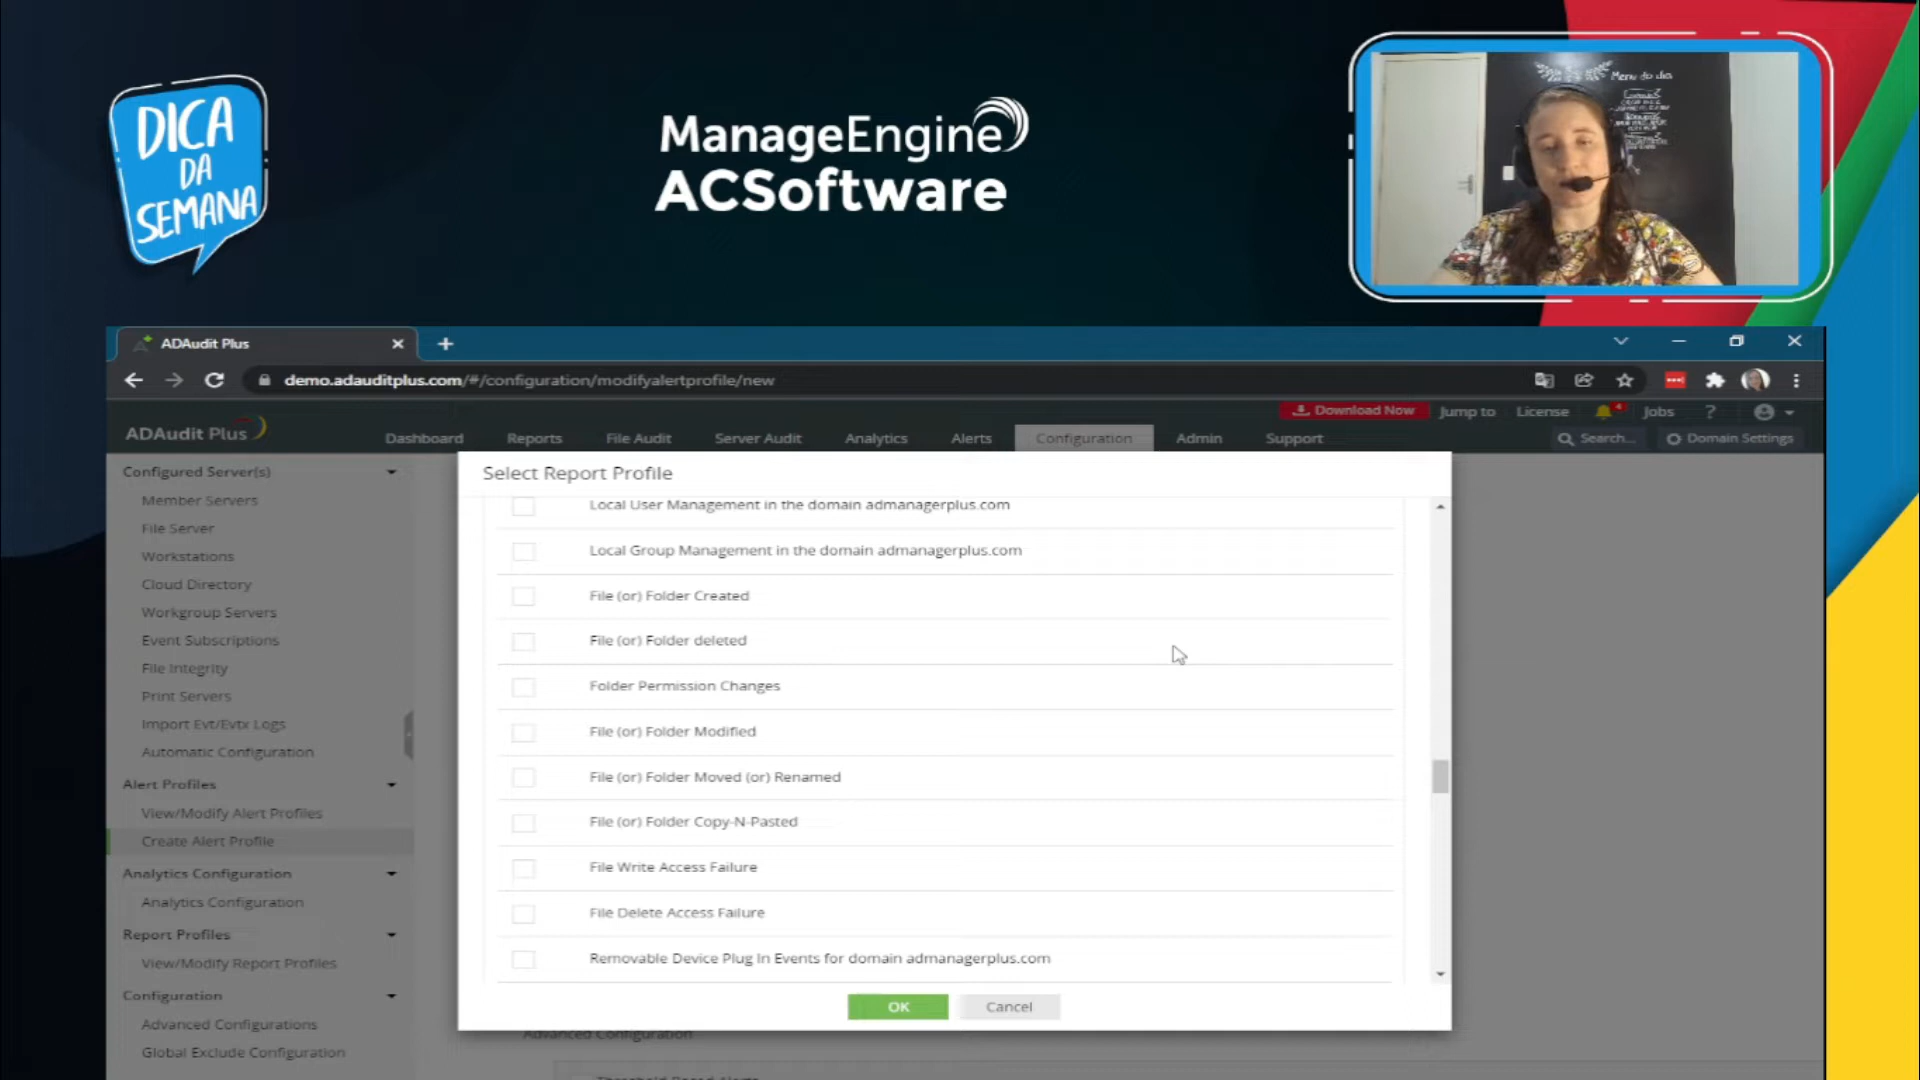 DICA
DA
SEMANA
ManageEngine
ACSoftware
Menu do dia
ADAudit Plus
demo.adauditplus.com/#/configuration/modifyalertprofile/new
Download Now
Jump to
License
4
Jobs
?
ADAudit Plus
Dashboard
Reports
File Audit
Server Audit
Analytics
Alerts
Configuration
Admin
Support
Search...
Domain Settings
Configured Server(s)
Member Servers
File Server
Workstations
Cloud Directory
Workgroup Servers
Event Subscriptions
File Integrity
Print Servers
Import Evt/Evtx Logs
Automatic Configuration
Alert Profiles
View/Modify Alert Profiles
Create Alert Profile
Analytics Configuration
Analytics Configuration
Report Profiles
View/Modify Report Profiles
Configuration
Advanced Configurations
Global Exclude Configuration
Select Report Profile
Local User Management in the domain admanagerplus.com
Local Group Management in the domain admanagerplus.com
File (or) Folder Created
File (or) Folder deleted
Folder Permission Changes
File (or) Folder Modified
File (or) Folder Moved (or) Renamed
File (or) Folder Copy-N-Pasted
File Write Access Failure
File Delete Access Failure
Removable Device Plug In Events for domain admanagerplus.com
OK
Cancel
Advanced Configuration